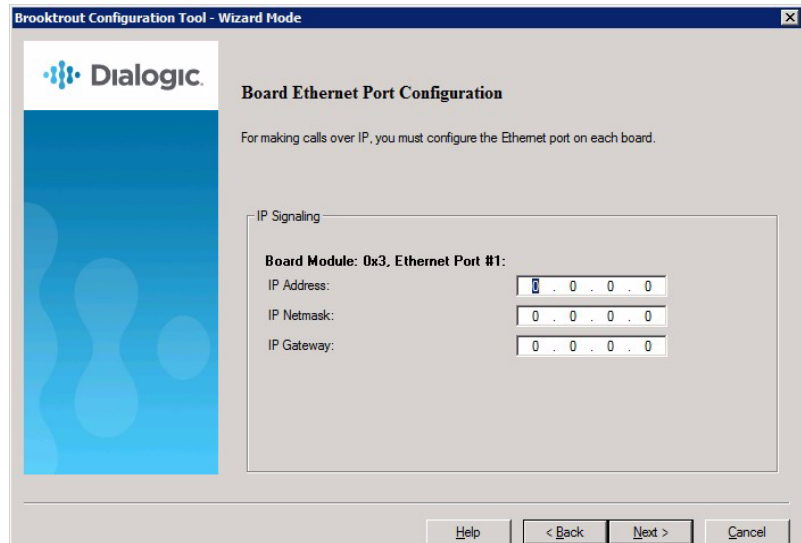 Brooktrout Configuration Tool - Wizard Mode
Dialogic.
Board Ethernet Port Configuration
For making calls over IP, you must configure the Ethernet port on each board.
IP Signaling
Board Module: 0x3, Ethernet Port #1:
IP Address: 0 . 0 . 0 . 0
IP Netmask: 0 . 0 . 0 . 0
IP Gateway: 0 . 0 . 0 . 0
Help < Back Next > Cancel